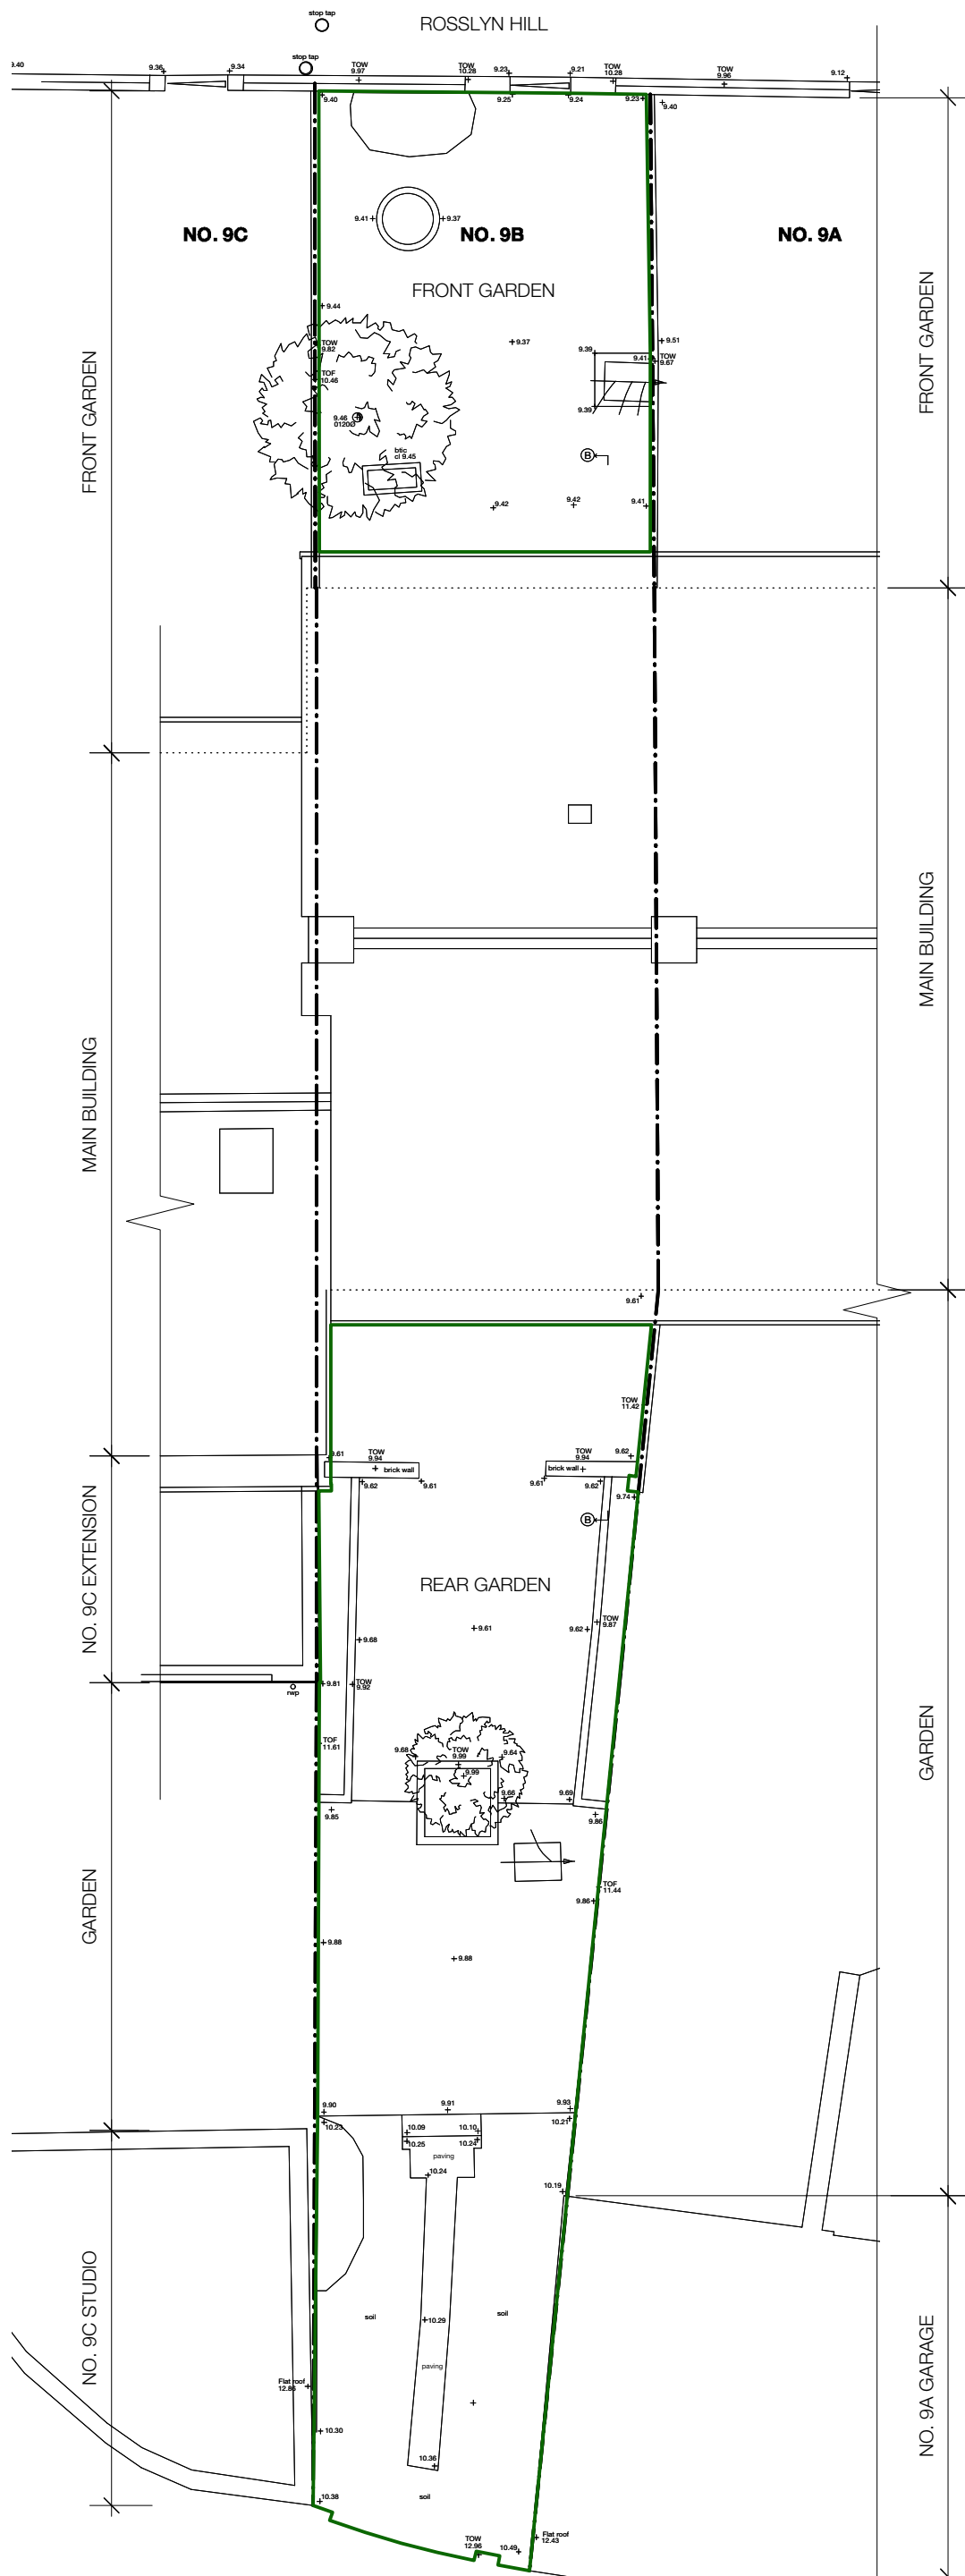 stop tap
ROSSLYN HILL
stop tap
9.40
9.36
9.34
TOW
9.97
TOW
10.28
9.23
9.21
TOW
10.28
TOW
9.96
9.12
9.40
9.25
9.24
9.23
9.40
9.41
9.37
NO. 9C
NO. 9B
NO. 9A
FRONT GARDEN
FRONT GARDEN
FRONT GARDEN
9.44
TOW
9.82
9.37
9.51
9.39
9.41
TOW
9.67
TOF
10.46
9.39
9.46
0120Ø
btic
cl 9.45
B
9.42
9.42
9.41
MAIN BUILDING
MAIN BUILDING
9.61
TOW
11.42
9.61
TOW
9.94
brick wall
9.62
9.61
TOW
9.94
9.62
brick wall
9.61
9.62
9.74
B
NO. 9C EXTENSION
REAR GARDEN
9.61
9.62
TOW
9.87
9.68
9.81
TOW
9.92
rwp
TOF
11.61
9.68
TOW
9.99
9.64
9.99
9.66
9.69
9.85
9.86
GARDEN
GARDEN
TOF
11.44
9.86
9.88
9.88
9.90
9.91
9.93
10.23
10.09
10.10
10.21
10.25
10.24
paving
10.24
10.19
NO. 9C STUDIO
soil
soil
10.29
paving
Flat roof
12.86
10.30
10.36
NO. 9A GARAGE
soil
10.38
TOW
12.96
10.49
Flat roof
12.43